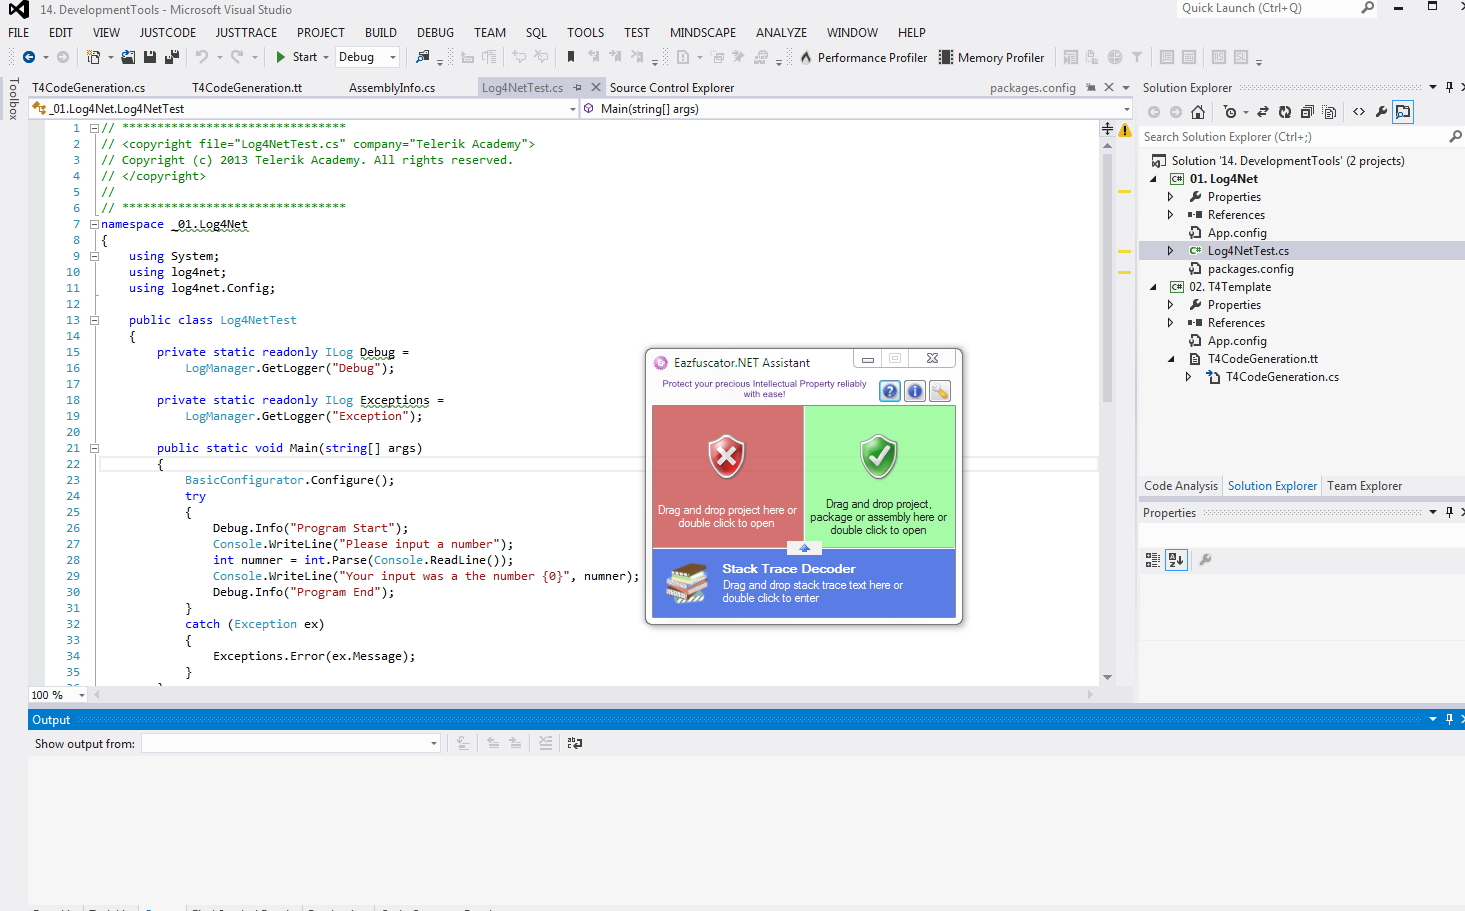 14. DevelopmentTools - Microsoft Visual Studio
Quick Launch (Ctrl+Q)
FILE EDIT VIEW JUSTCODE JUSTTRACE PROJECT BUILD DEBUG TEAM SQL TOOLS TEST MINDSCAPE ANALYZE WINDOW HELP
Start Debug Performance Profiler Memory Profiler
Toolbox
T4CodeGeneration.cs T4CodeGeneration.tt AssemblyInfo.cs Log4NetTest.cs Source Control Explorer packages.config
_01.Log4Net.Log4NetTest Main(string[] args)
1 // ********************************
2 // <copyright file="Log4NetTest.cs" company="Telerik Academy">
3 // Copyright (c) 2013 Telerik Academy. All rights reserved.
4 // </copyright>
5 //
6 // ********************************
7 namespace _01.Log4Net
8 {
9 using System;
10 using log4net;
11 using log4net.Config;
12
13 public class Log4NetTest
14 {
15 private static readonly ILog Debug =
16 LogManager.GetLogger("Debug");
17
18 private static readonly ILog Exceptions =
19 LogManager.GetLogger("Exception");
20
21 public static void Main(string[] args)
22 {
23 BasicConfigurator.Configure();
24 try
25 {
26 Debug.Info("Program Start");
27 Console.WriteLine("Please input a number");
28 int numner = int.Parse(Console.ReadLine());
29 Console.WriteLine("Your input was a the number {0}", numner);
30 Debug.Info("Program End");
31 }
32 catch (Exception ex)
33 {
34 Exceptions.Error(ex.Message);
35 }
100 %
Eazfuscator.NET Assistant
Protect your precious Intellectual Property reliably
with ease!
Drag and drop project here or
double click to open
Drag and drop project,
package or assembly here or
double click to open
Stack Trace Decoder
Drag and drop stack trace text here or
double click to enter
Solution Explorer
Search Solution Explorer (Ctrl+;)
Solution '14. DevelopmentTools' (2 projects)
C# 01. Log4Net
Properties
References
App.config
C# Log4NetTest.cs
packages.config
C# 02. T4Template
Properties
References
App.config
T4CodeGeneration.tt
T4CodeGeneration.cs
Code Analysis Solution Explorer Team Explorer
Properties
Output
Show output from: